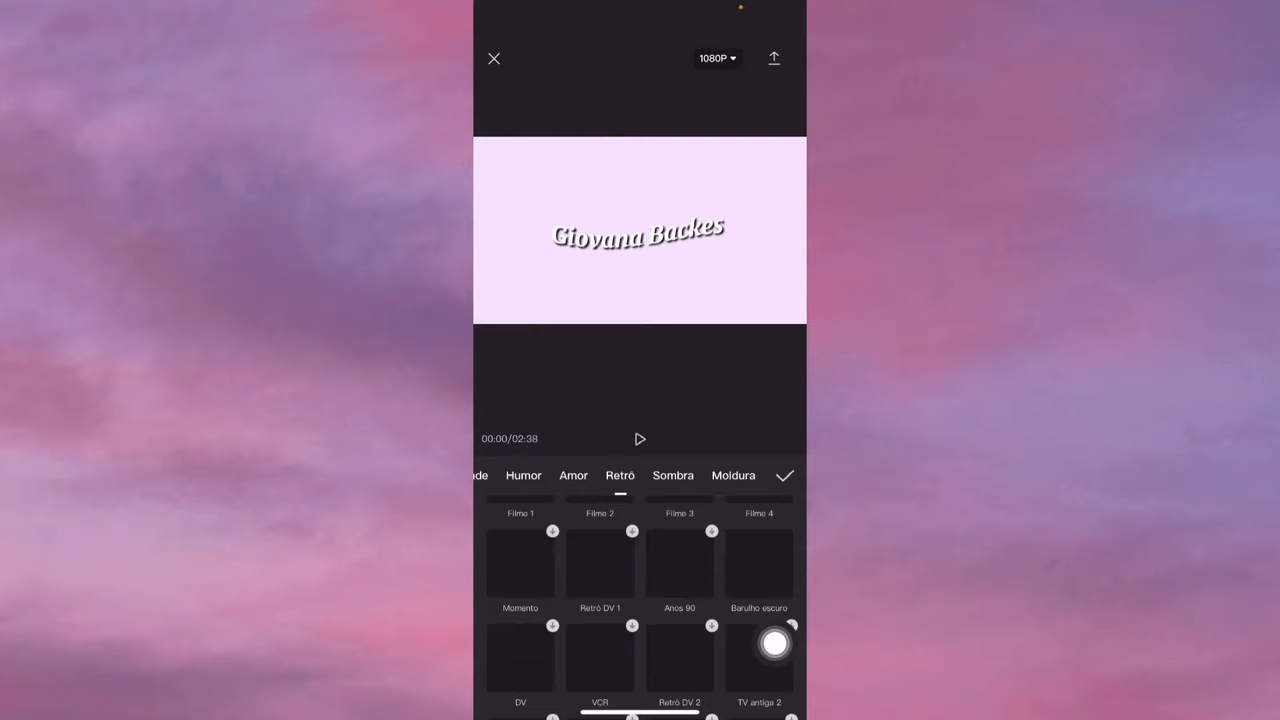 1080P
Giovana Backes
00:00/02:38
de Humor Amor Retrô Sombra Moldura
Filmo 1 Filmo 2 Filmo 3 Filmo 4
Momento Retrô DV 1 Anos 90 Barulho escuro
DV VCR Retrô DV 2 TV antiga 2